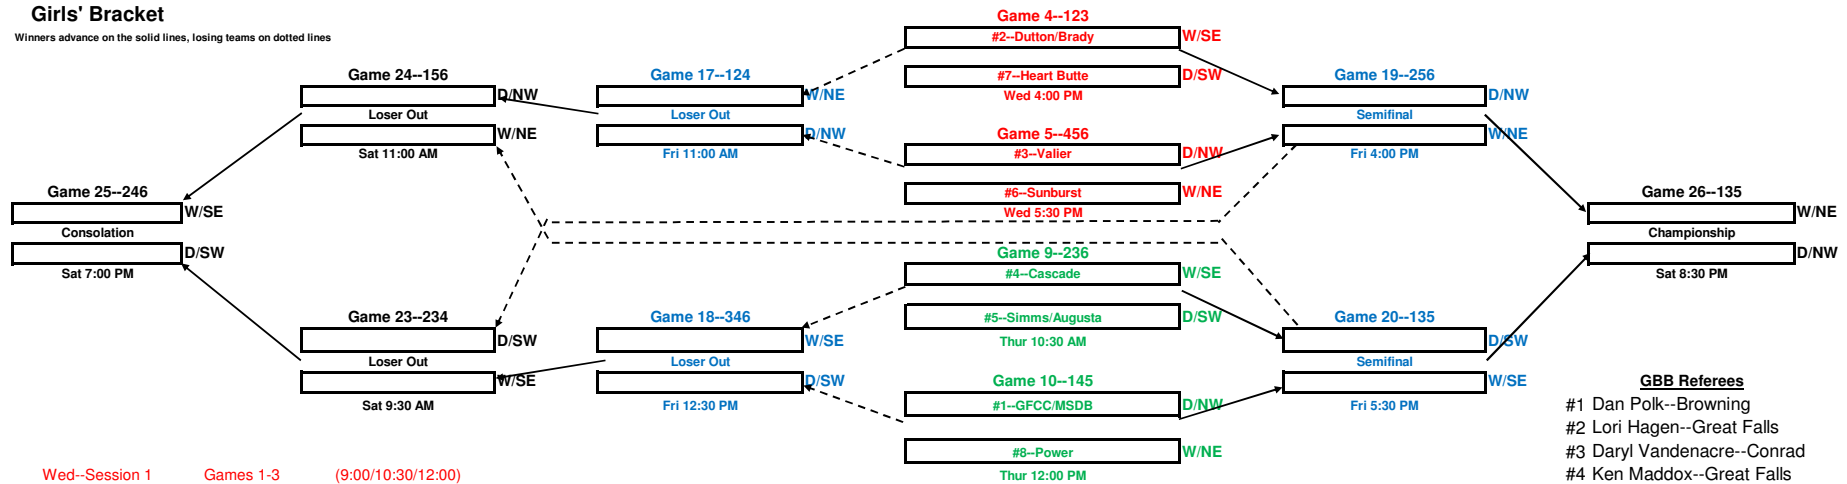 Girls' Bracket
Winners advance on the solid lines, losing teams on dotted lines
Game 4--123
#2--Dutton/Brady W/SE
#7--Heart Butte D/SW
Wed 4:00 PM
Game 24--156
D/NW
Loser Out
W/NE
Sat 11:00 AM
Game 17--124
W/NE
Loser Out
D/NW
Fri 11:00 AM
Game 5--456
#3--Valier D/NW
#6--Sunburst W/NE
Wed 5:30 PM
Game 19--256
D/NW
Semifinal
W/NE
Fri 4:00 PM
Game 25--246
W/SE
Consolation
D/SW
Sat 7:00 PM
Game 26--135
W/NE
Championship
D/NW
Sat 8:30 PM
Game 9--236
#4--Cascade W/SE
#5--Simms/Augusta D/SW
Thur 10:30 AM
Game 23--234
D/SW
Loser Out
W/SE
Sat 9:30 AM
Game 18--346
W/SE
Loser Out
D/SW
Fri 12:30 PM
Game 10--145
#1--GFCC/MSDB D/NW
#8--Power W/NE
Thur 12:00 PM
Game 20--135
D/SW
Semifinal
W/SE
Fri 5:30 PM
GBB Referees
#1 Dan Polk--Browning
#2 Lori Hagen--Great Falls
#3 Daryl Vandenacre--Conrad
#4 Ken Maddox--Great Falls
Wed--Session 1 Games 1-3 (9:00/10:30/12:00)